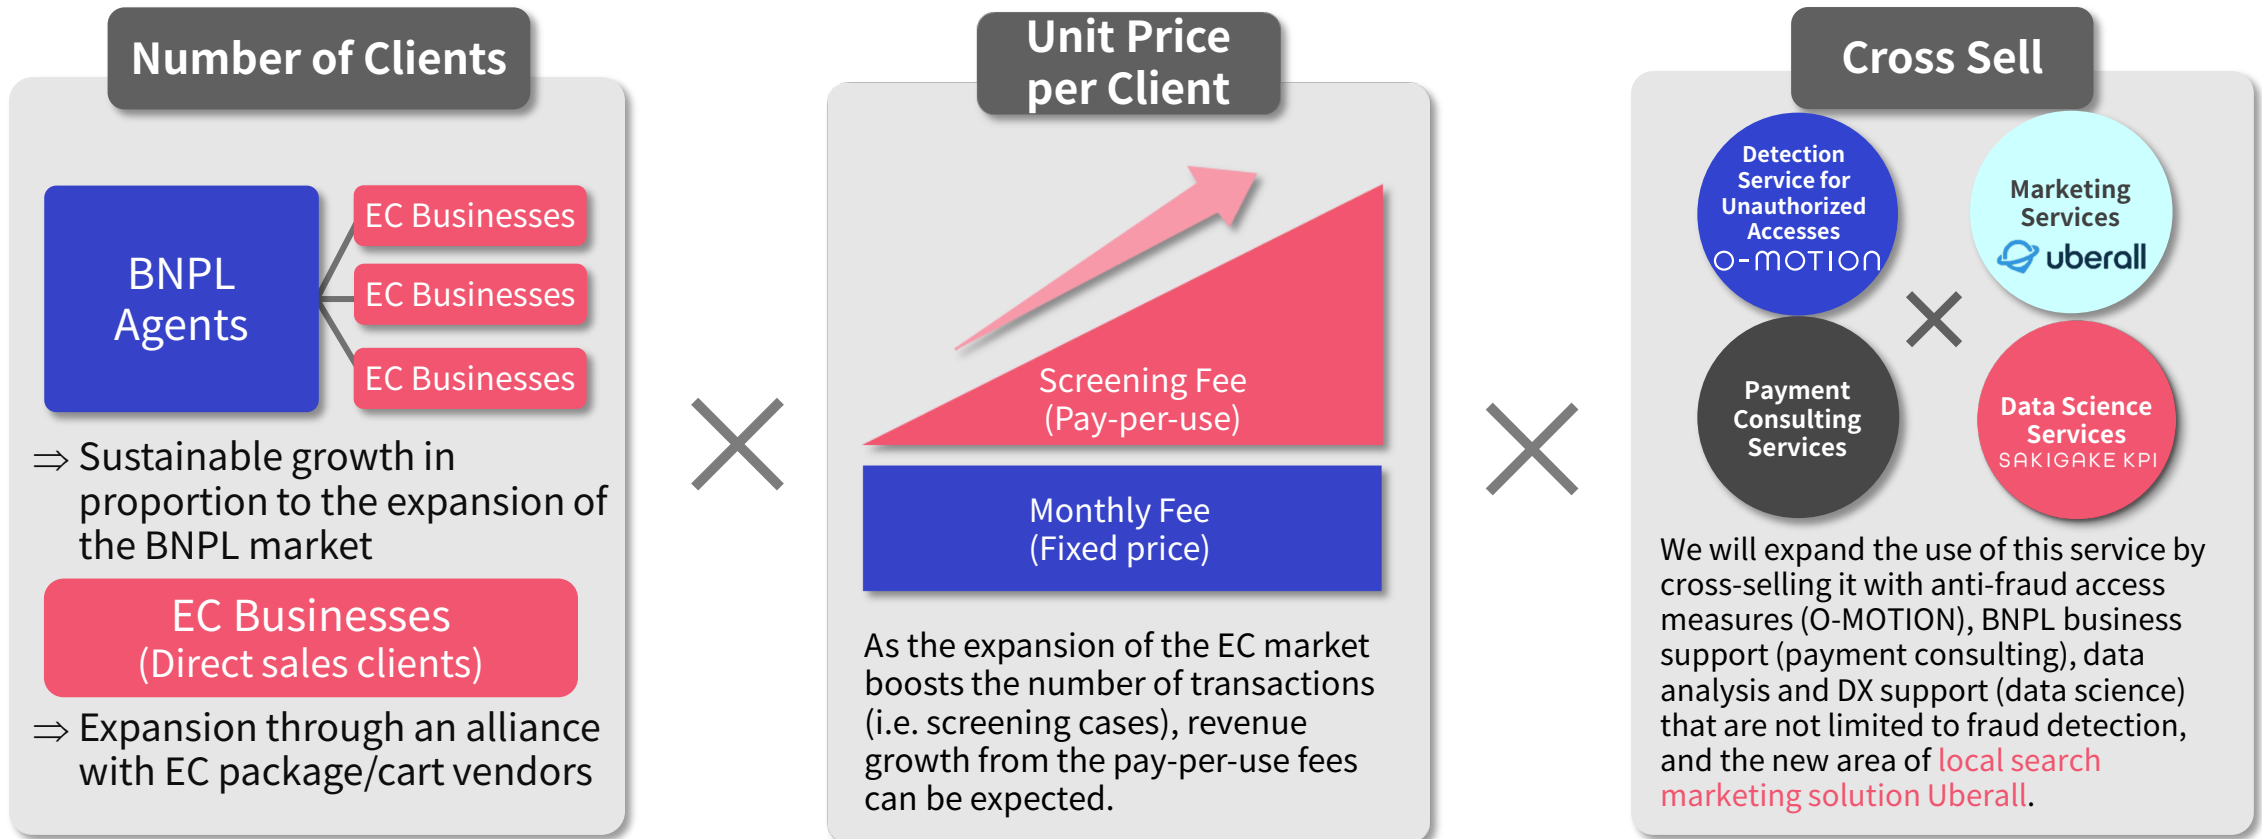 Number of Clients
BNPL
Agents
EC Businesses
EC Businesses
EC Businesses
⇒ Sustainable growth in
proportion to the expansion of
the BNPL market
EC Businesses
(Direct sales clients)
⇒ Expansion through an alliance
with EC package/cart vendors
×
Unit Price
per Client
Screening Fee
(Pay-per-use)
Monthly Fee
(Fixed price)
As the expansion of the EC market
boosts the number of transactions
(i.e. screening cases), revenue
growth from the pay-per-use fees
can be expected.
×
Cross Sell
Detection
Service for
Unauthorized
Accesses
O-MOTION
Marketing
Services
uberall
×
Payment
Consulting
Services
Data Science
Services
SAKIGAKE KPI
We will expand the use of this service by
cross-selling it with anti-fraud access
measures (O-MOTION), BNPL business
support (payment consulting), data
analysis and DX support (data science)
that are not limited to fraud detection,
and the new area of local search
marketing solution Uberall.